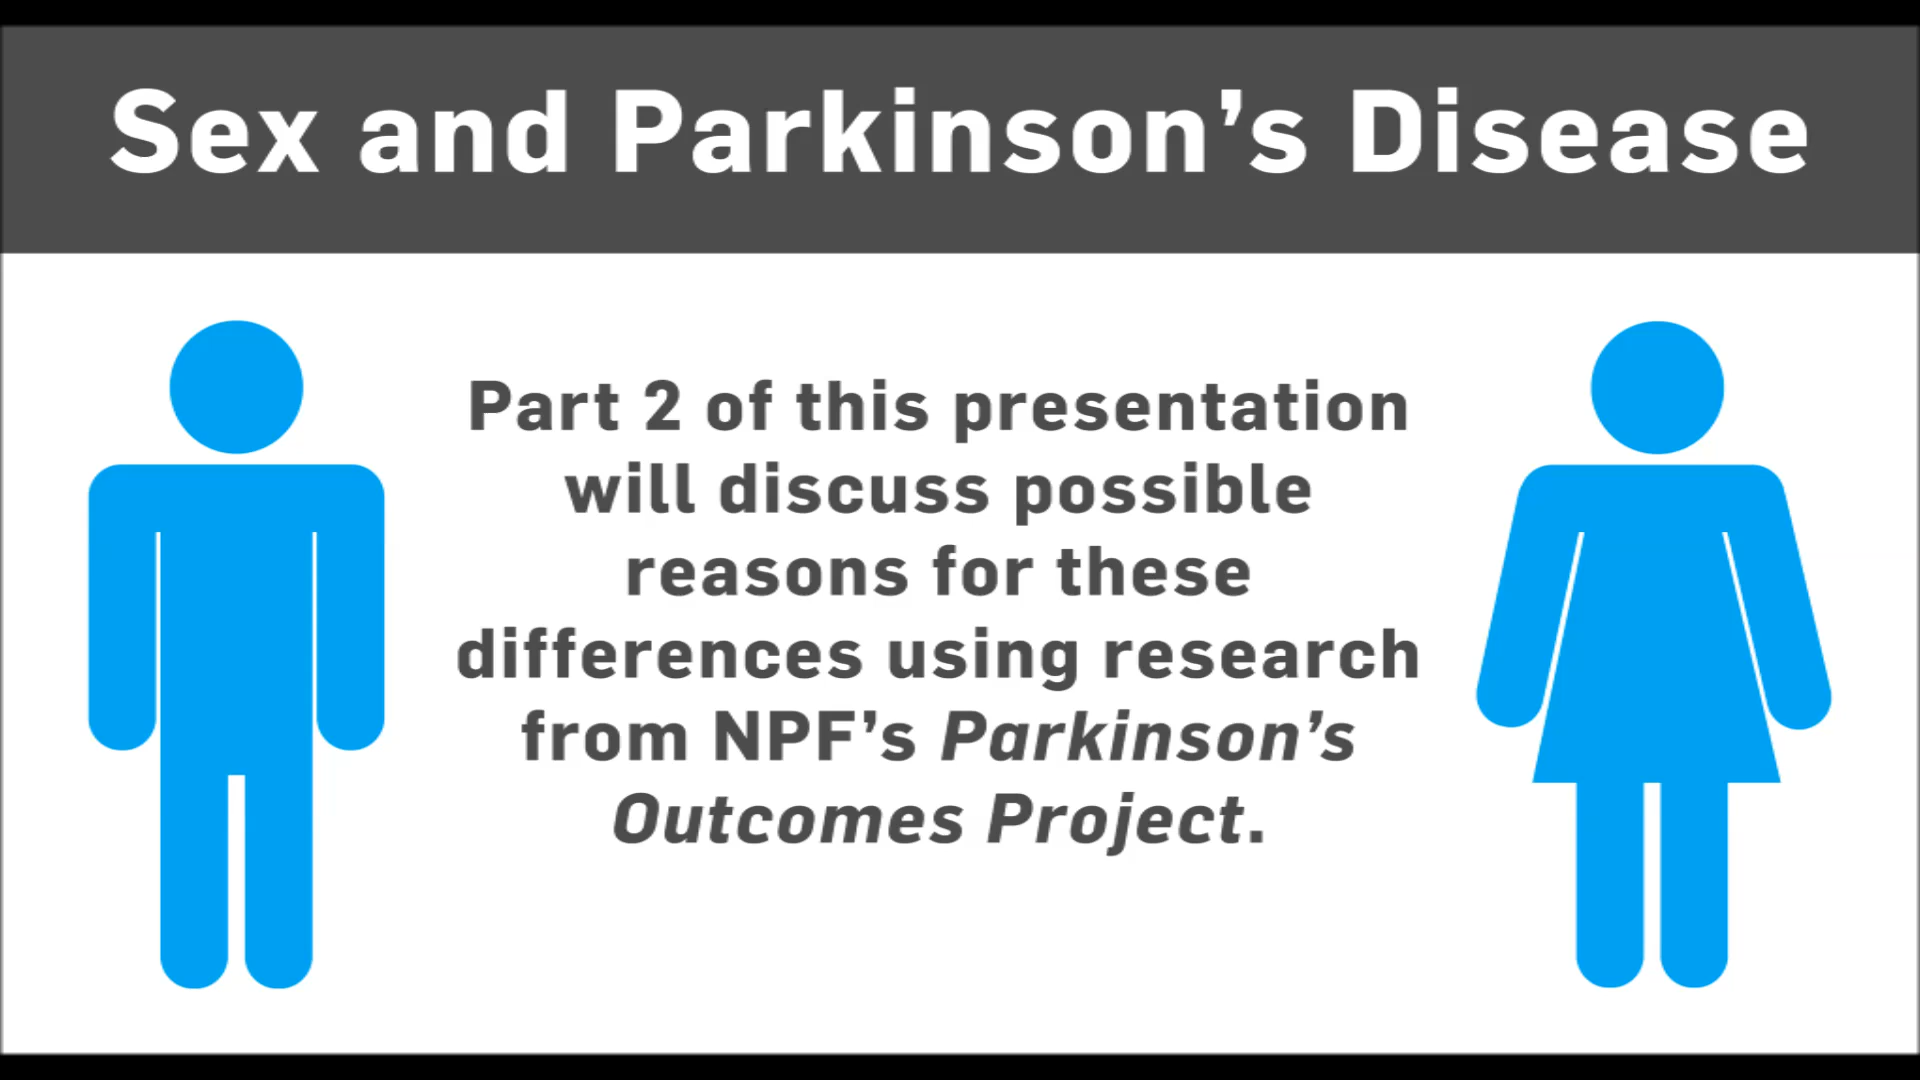 Sex and Parkinson’s Disease
Part 2 of this presentation
will discuss possible
reasons for these
differences using research
from NPF’s Parkinson’s
Outcomes Project.